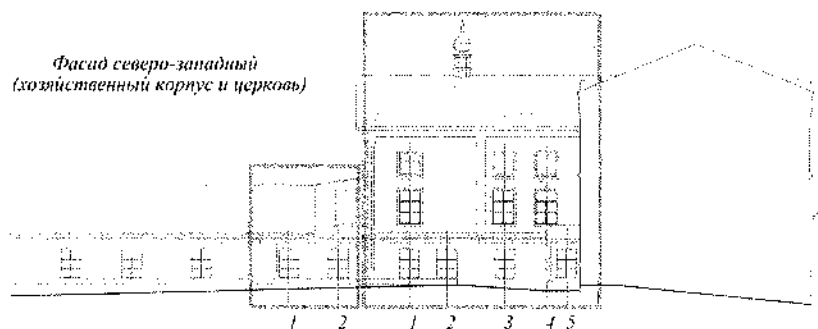 Фасад северо-западный
(хозяйственный корпус и церковь)
1 2 1 2 3 4 5